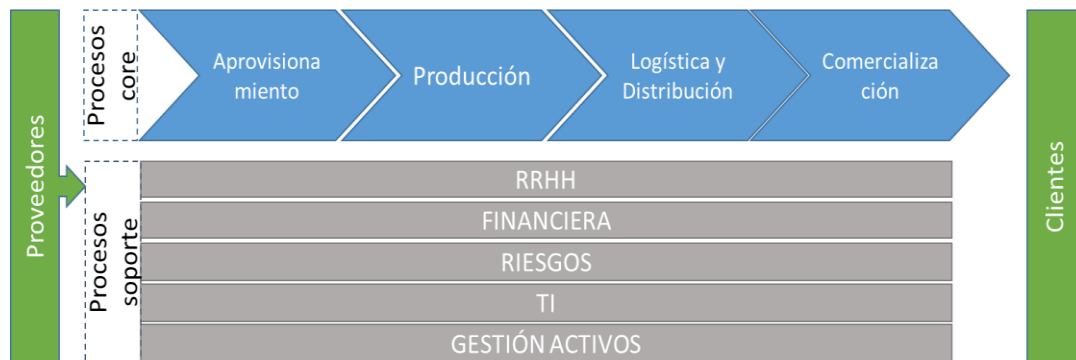 Proveedores
Procesos
core
Aprovisiona
miento
Producción
Logística y
Distribución
Comercializa
ción
Procesos
soporte
RRHH
FINANCIERA
RIESGOS
TI
GESTIÓN ACTIVOS
Clientes